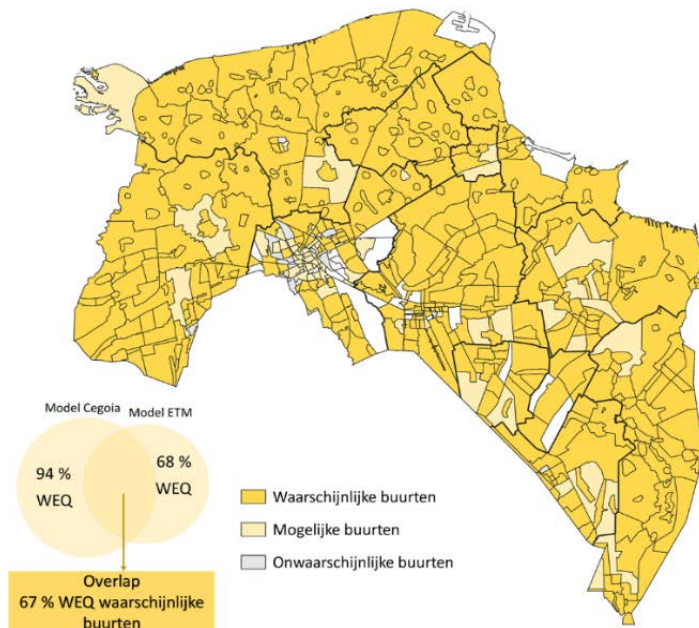 Model Cegoia
Model ETM
94 %
WEQ
68 %
WEQ
Overlap
67 % WEQ waarschijnlijke
buurten
Waarschijnlijke buurten
Mogelijke buurten
Onwaarschijnlijke buurten